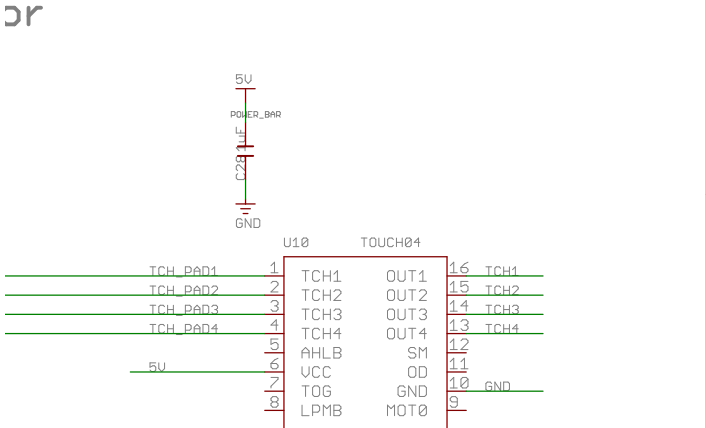 or
5V
POWER_BAR
C28
1uF
GND
U10 TOUCH04
TCH_PAD1 1 TCH1 OUT1 16 TCH1
TCH_PAD2 2 TCH2 OUT2 15 TCH2
TCH_PAD3 3 TCH3 OUT3 14 TCH3
TCH_PAD4 4 TCH4 OUT4 13 TCH4
5 AHLB SM 12
5V 6 VCC OD 11
7 TOG GND 10 GND
8 LPMB MOT0 9